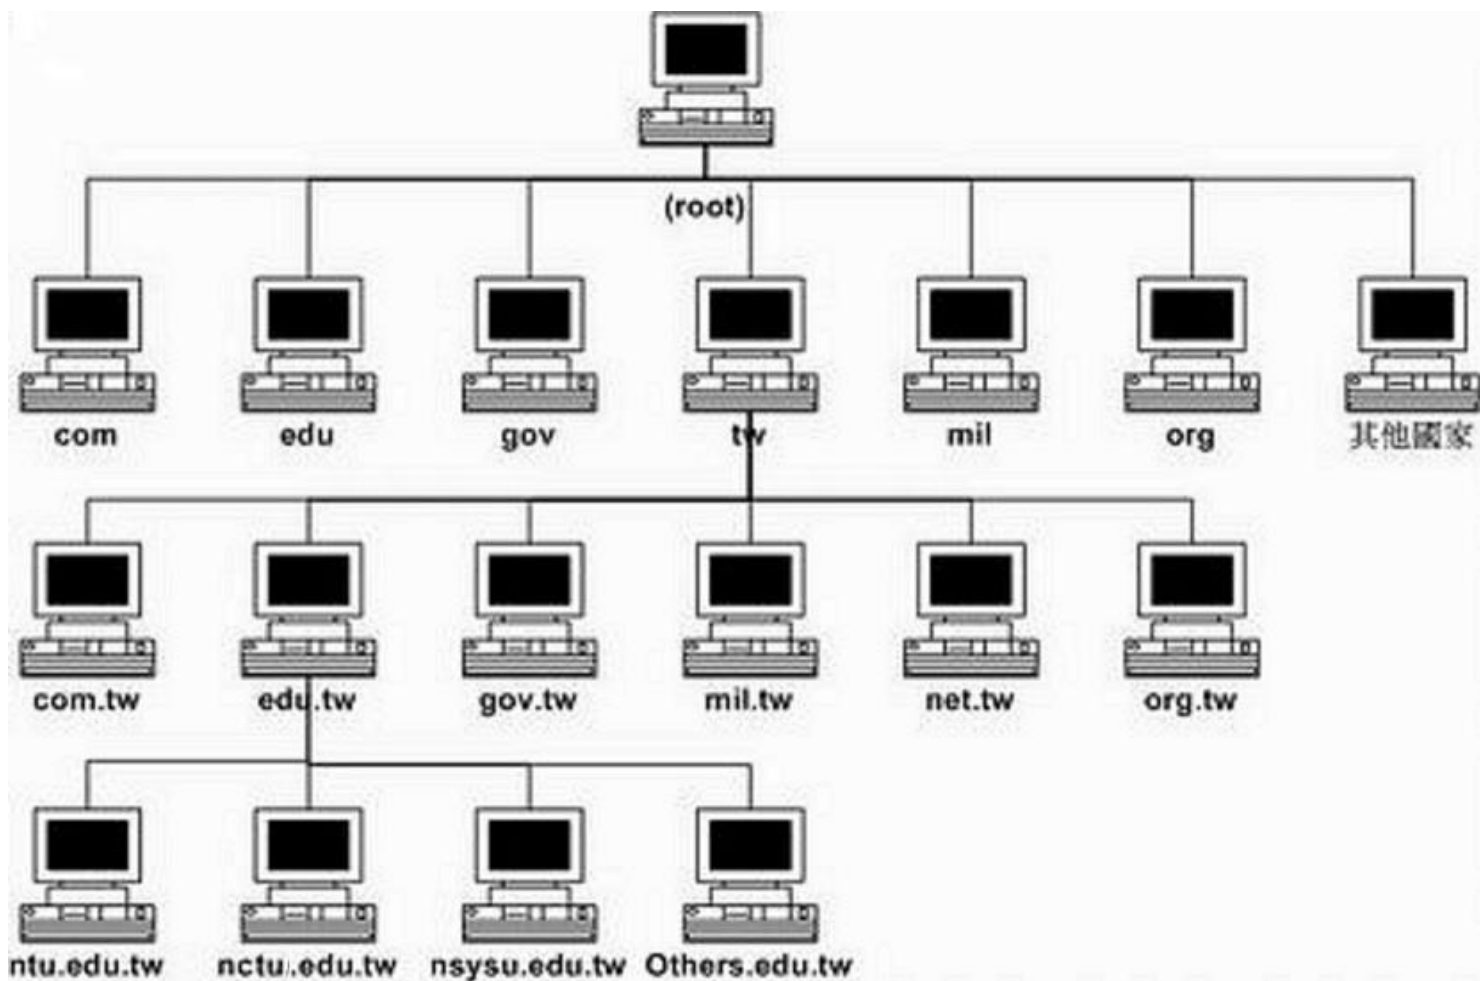 (root)
com edu gov tw mil org 其他國家
com.tw edu.tw gov.tw mil.tw net.tw org.tw
ntu.edu.tw nctu.edu.tw nsysu.edu.tw Others.edu.tw